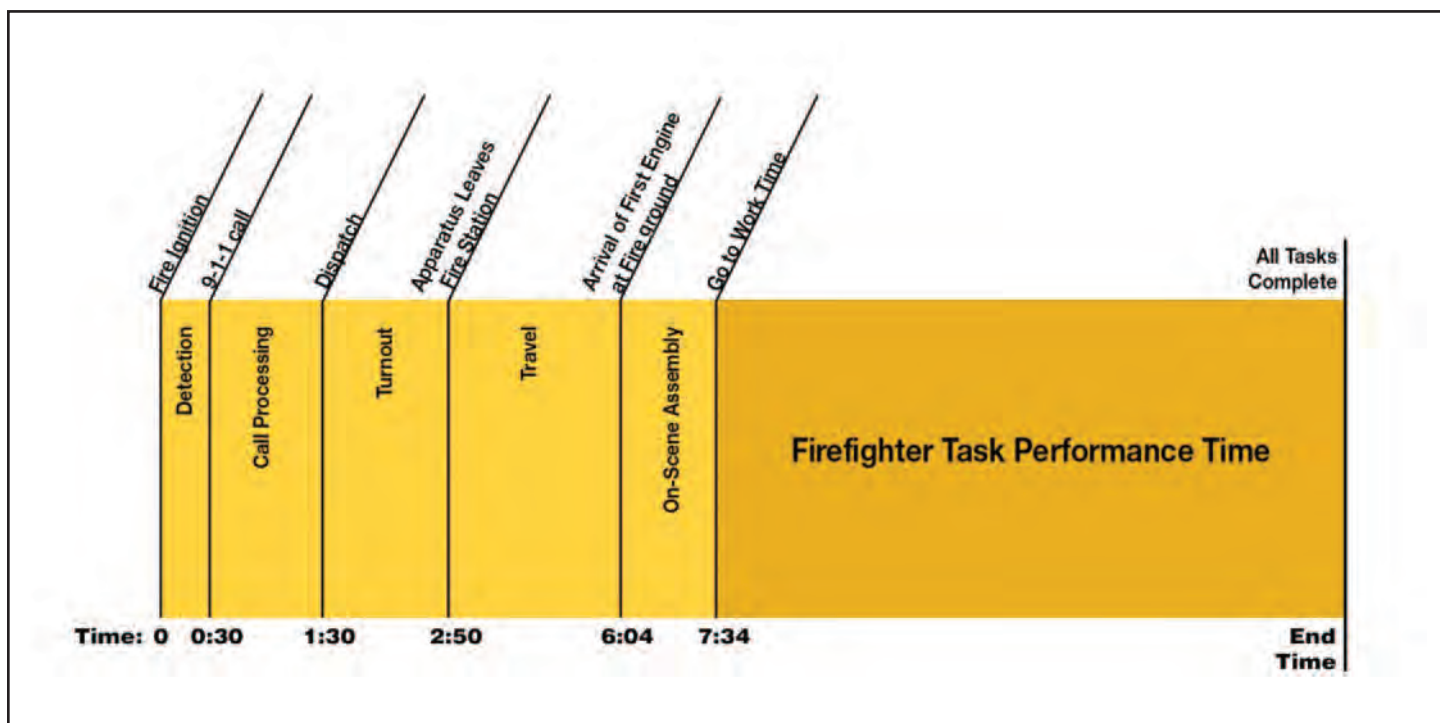 Fire Ignition
9-1-1 call
Dispatch
Apparatus Leaves
Fire Station
Arrival of First Engine
at Fire ground
Go to Work Time
All Tasks
Complete
Detection
Call Processing
Turnout
Travel
On-Scene Assembly
Firefighter Task Performance Time
Time: 0 0:30 1:30 2:50 6:04 7:34 End
Time